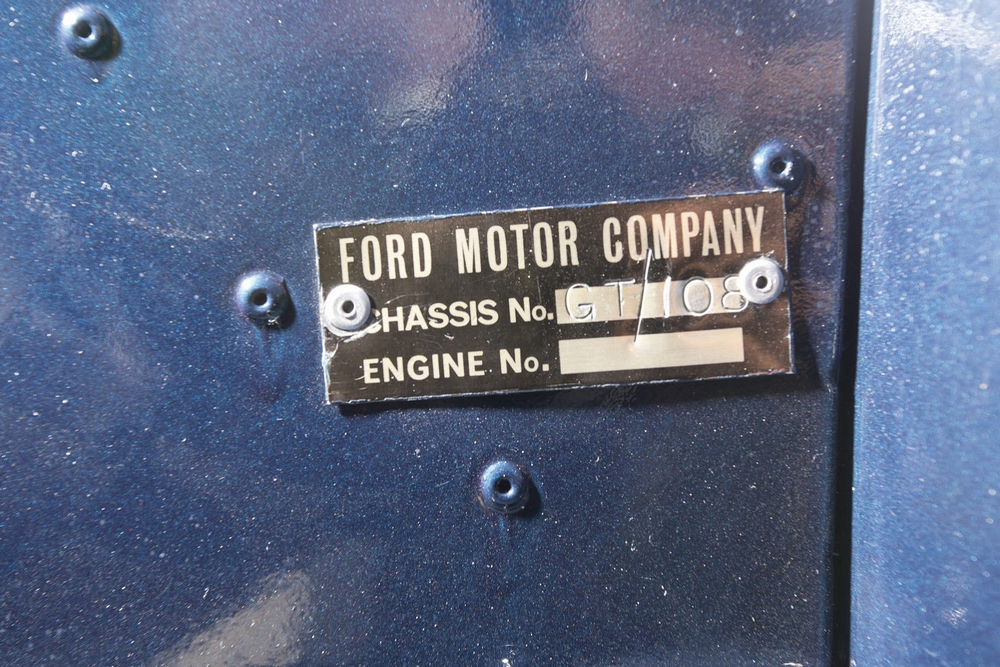 FORD MOTOR COMPANY
CHASSIS No. GT/108
ENGINE No.